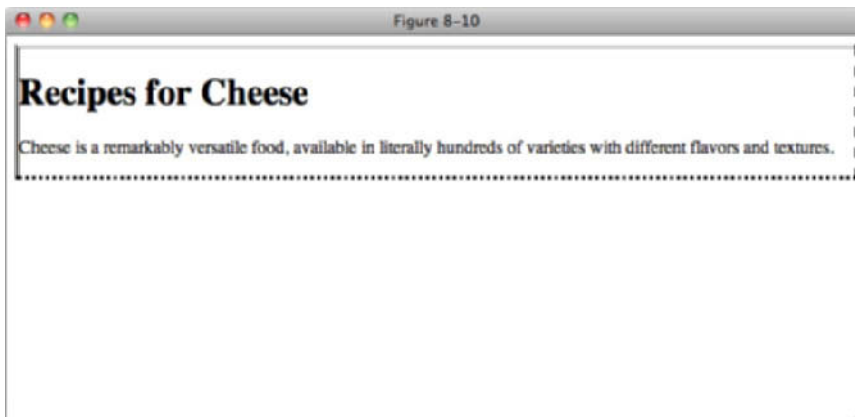 Figure 8-10
Recipes for Cheese
Cheese is a remarkably versatile food, available in literally hundreds of varieties with different flavors and textures.